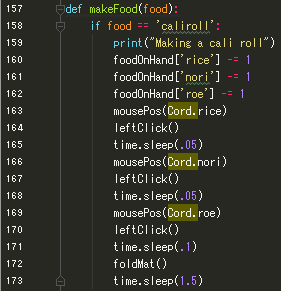 157 def makeFood(food):
158     if food == 'caliroll':
159         print("Making a cali roll")
160         foodOnHand['rice'] -= 1
161         foodOnHand['nori'] -= 1
162         foodOnHand['roe'] -= 1
163         mousePos(Cord.rice)
164         leftClick()
165         time.sleep(.05)
166         mousePos(Cord.nori)
167         leftClick()
168         time.sleep(.05)
169         mousePos(Cord.roe)
170         leftClick()
171         time.sleep(.1)
172         foldMat()
173         time.sleep(1.5)